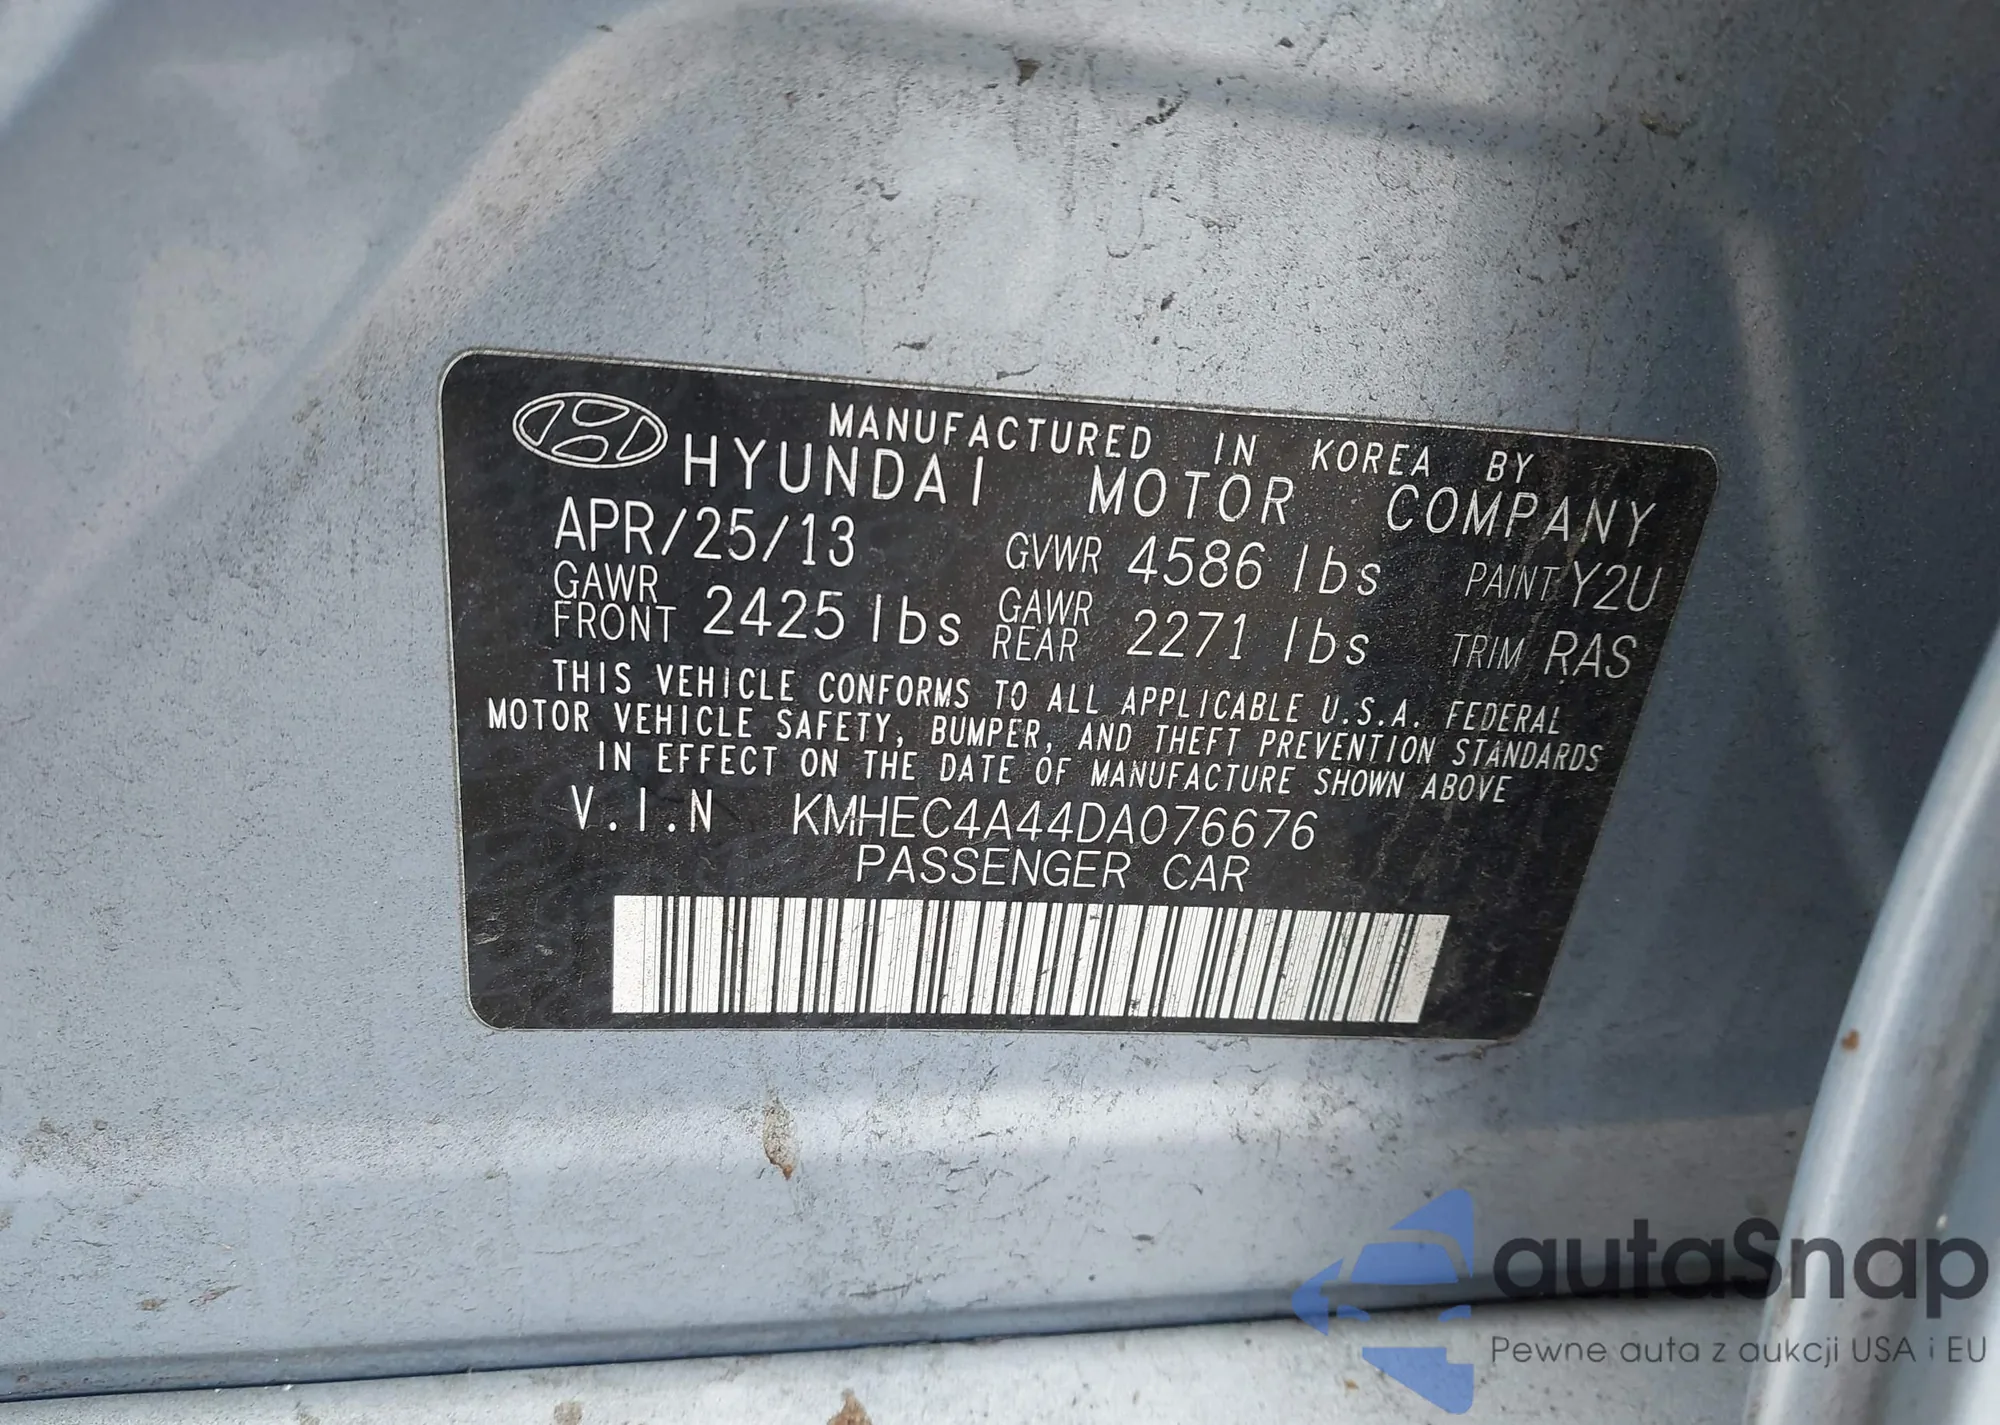 MANUFACTURED IN KOREA BY
HYUNDAI MOTOR COMPANY
APR/25/13 GVWR 4586 lbs PAINT Y2U
GAWR FRONT 2425 lbs GAWR REAR 2271 lbs TRIM RAS
THIS VEHICLE CONFORMS TO ALL APPLICABLE U.S.A. FEDERAL
MOTOR VEHICLE SAFETY, BUMPER, AND THEFT PREVENTION STANDARDS
IN EFFECT ON THE DATE OF MANUFACTURE SHOWN ABOVE
V.I.N KMHEC4A44DA076676
PASSENGER CAR
autaSnap
Pewne auta z aukcji USA i EU